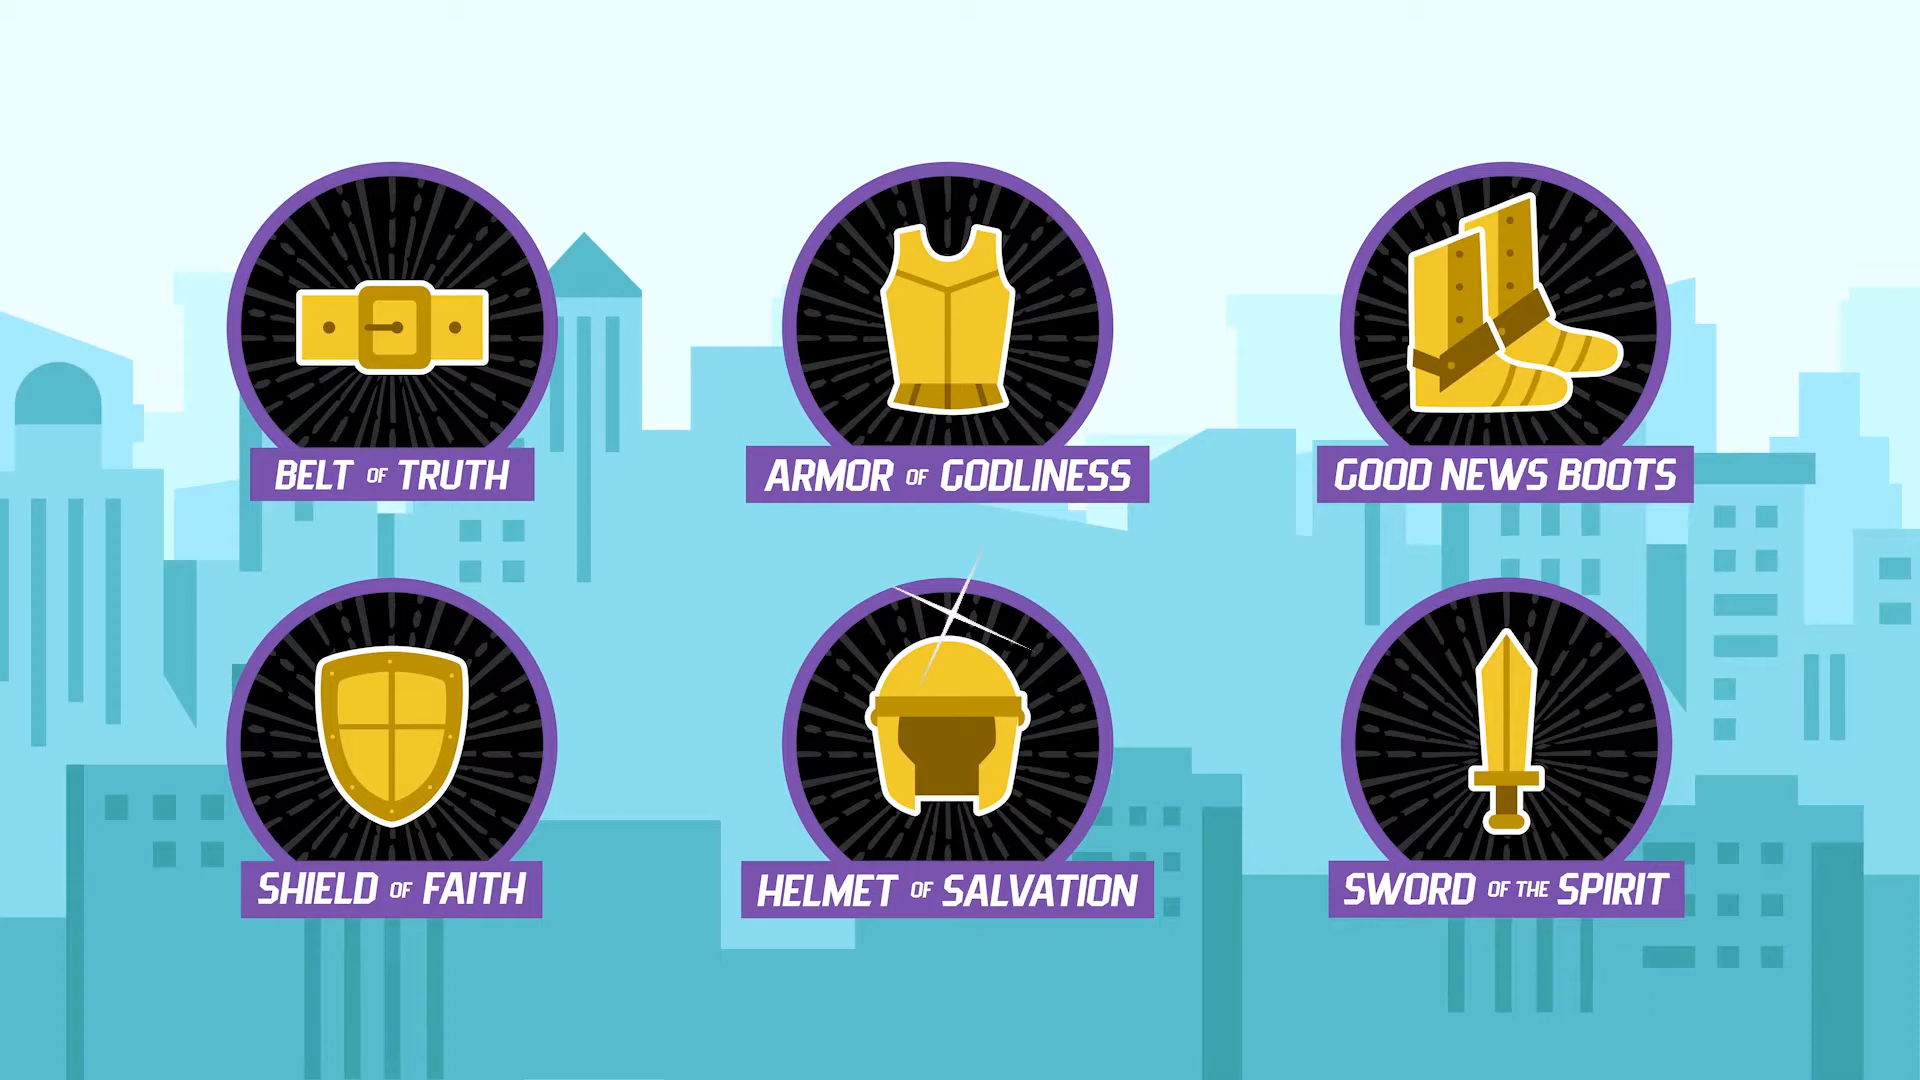 BELT OF TRUTH
ARMOR OF GODLINESS
GOOD NEWS BOOTS
SHIELD OF FAITH
HELMET OF SALVATION
SWORD OF THE SPIRIT